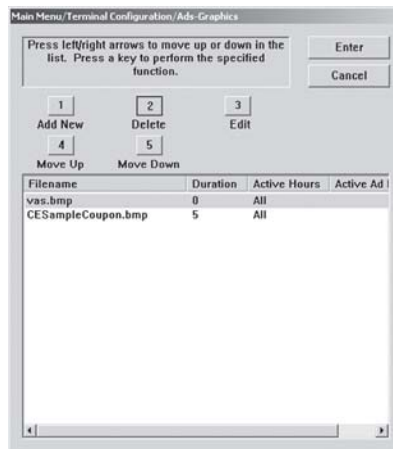 Main Menu/Terminal Configuration/Ads-Graphics
Press left/right arrows to move up or down in the
list. Press a key to perform the specified
function.
Enter
Cancel
1 2 3
Add New Delete Edit
4 5
Move Up Move Down
Filename Duration Active Hours Active Ad
vas.bmp 0 All
CESampleCoupon.bmp 5 All